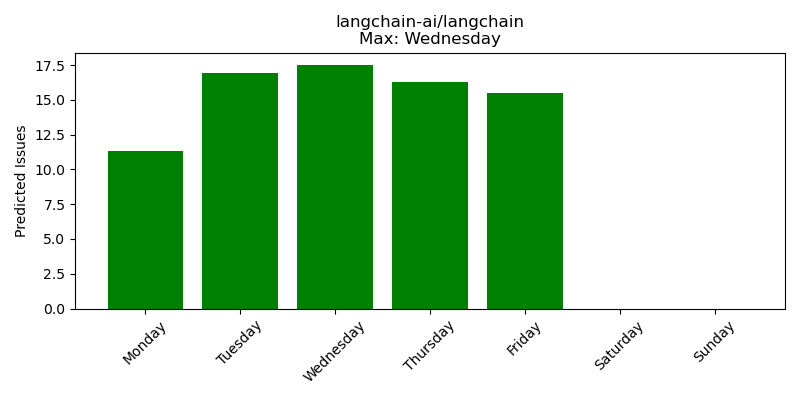 langchain-ai/langchain
Max: Wednesday
Predicted Issues
17.5
15.0
12.5
10.0
7.5
5.0
2.5
0.0
Monday
Tuesday
Wednesday
Thursday
Friday
Saturday
Sunday